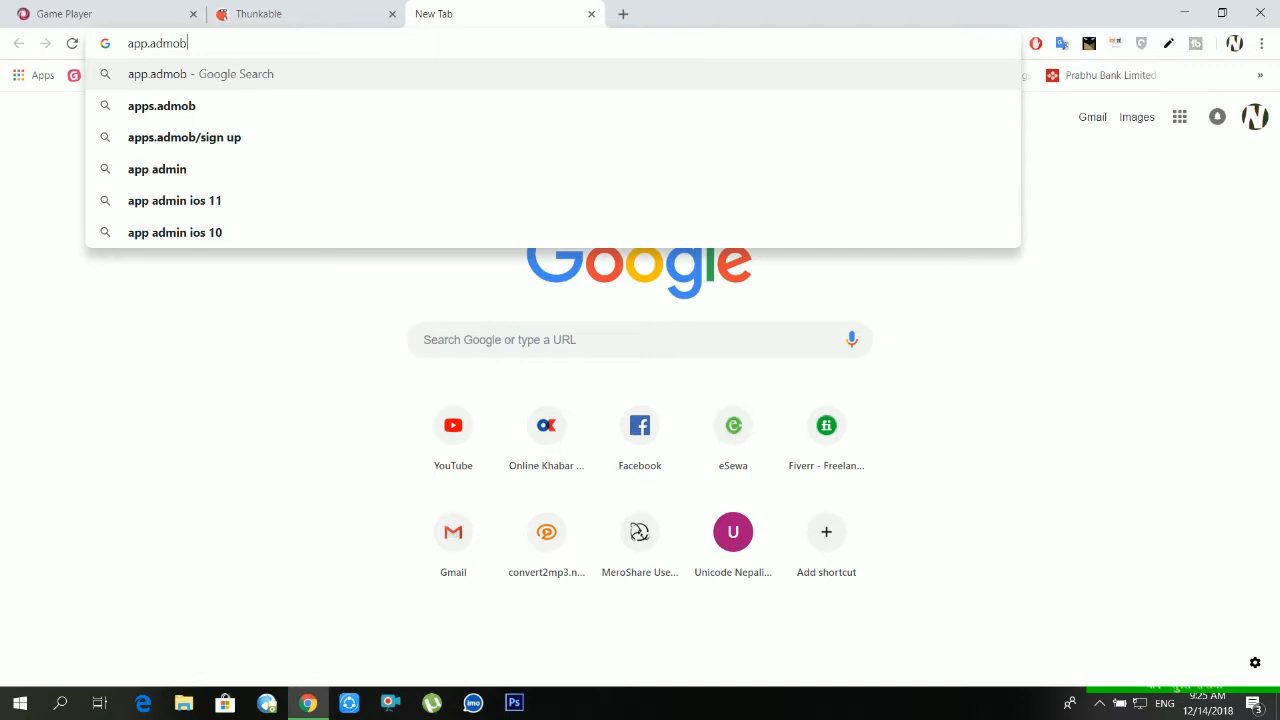 Game Player
Thunkable
New Tab
app.admob
Apps
Prabhu Bank Limited
»
app.admob - Google Search
apps.admob
apps.admob/sign up
app admin
app admin ios 11
app admin ios 10
Gmail
Images
Google
Search Google or type a URL
YouTube
Online Khabar ...
Facebook
eSewa
Fiverr - Freelan...
Gmail
convert2mp3.n...
MeroShare Use...
U
Unicode Nepali...
Add shortcut
imo
Ps
ENG
9:25 AM
12/14/2018
3